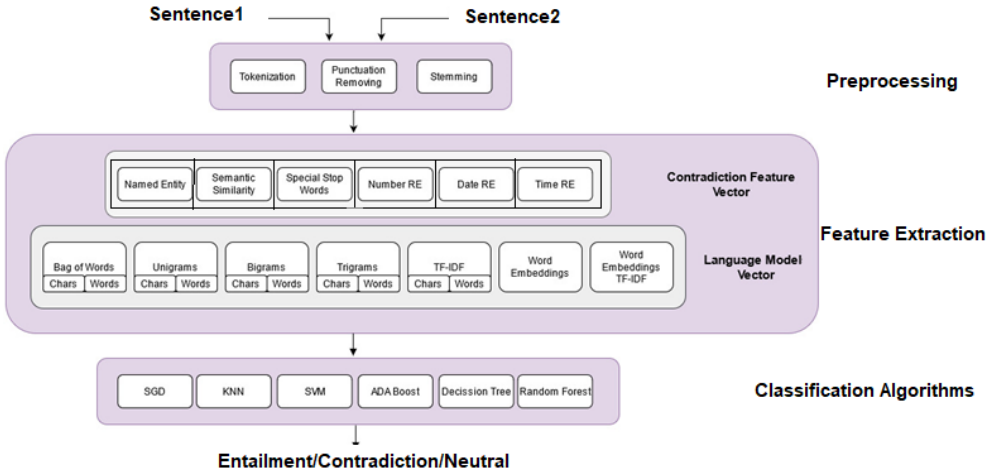 Sentence1
Sentence2
Tokenization
Punctuation
Removing
Stemming
Preprocessing
Named Entity
Semantic
Similarity
Special Stop
Words
Number RE
Date RE
Time RE
Contradiction Feature
Vector
Feature Extraction
Bag of Words
Chars Words
Unigrams
Chars Words
Bigrams
Chars Words
Trigrams
Chars Words
TF-IDF
Chars Words
Word
Embeddings
Word
Embeddings
TF-IDF
Language Model
Vector
SGD
KNN
SVM
ADA Boost
Decission Tree
Random Forest
Classification Algorithms
Entailment/Contradiction/Neutral